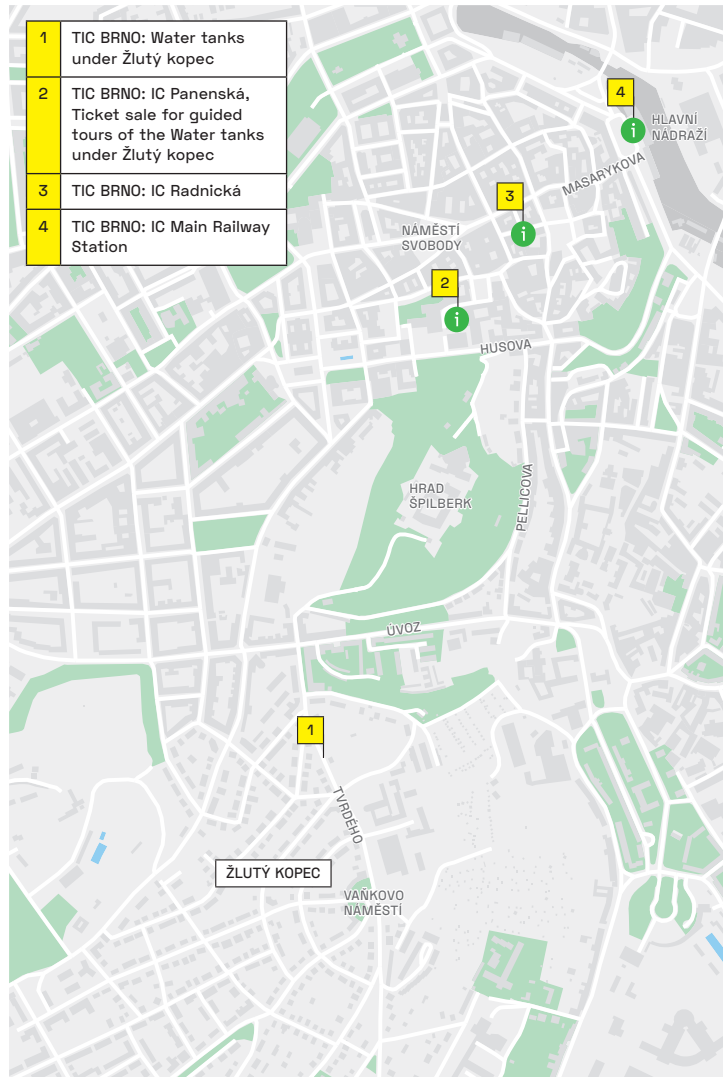 1 TIC BRNO: Water tanks
under Žlutý kopec
2 TIC BRNO: IC Panenská,
Ticket sale for guided
tours of the Water tanks
under Žlutý kopec
3 TIC BRNO: IC Radnická
4 TIC BRNO: IC Main Railway
Station
4
HLAVNÍ
NÁDRAŽÍ
MASARYKOVA
3
NÁMĚSTÍ
SVOBODY
2
HUSOVA
HRAD
ŠPILBERK
PELLICOVA
ÚVOZ
1
TVRDÉHO
ŽLUTÝ KOPEC
VAŇKOVO
NÁMĚSTÍ